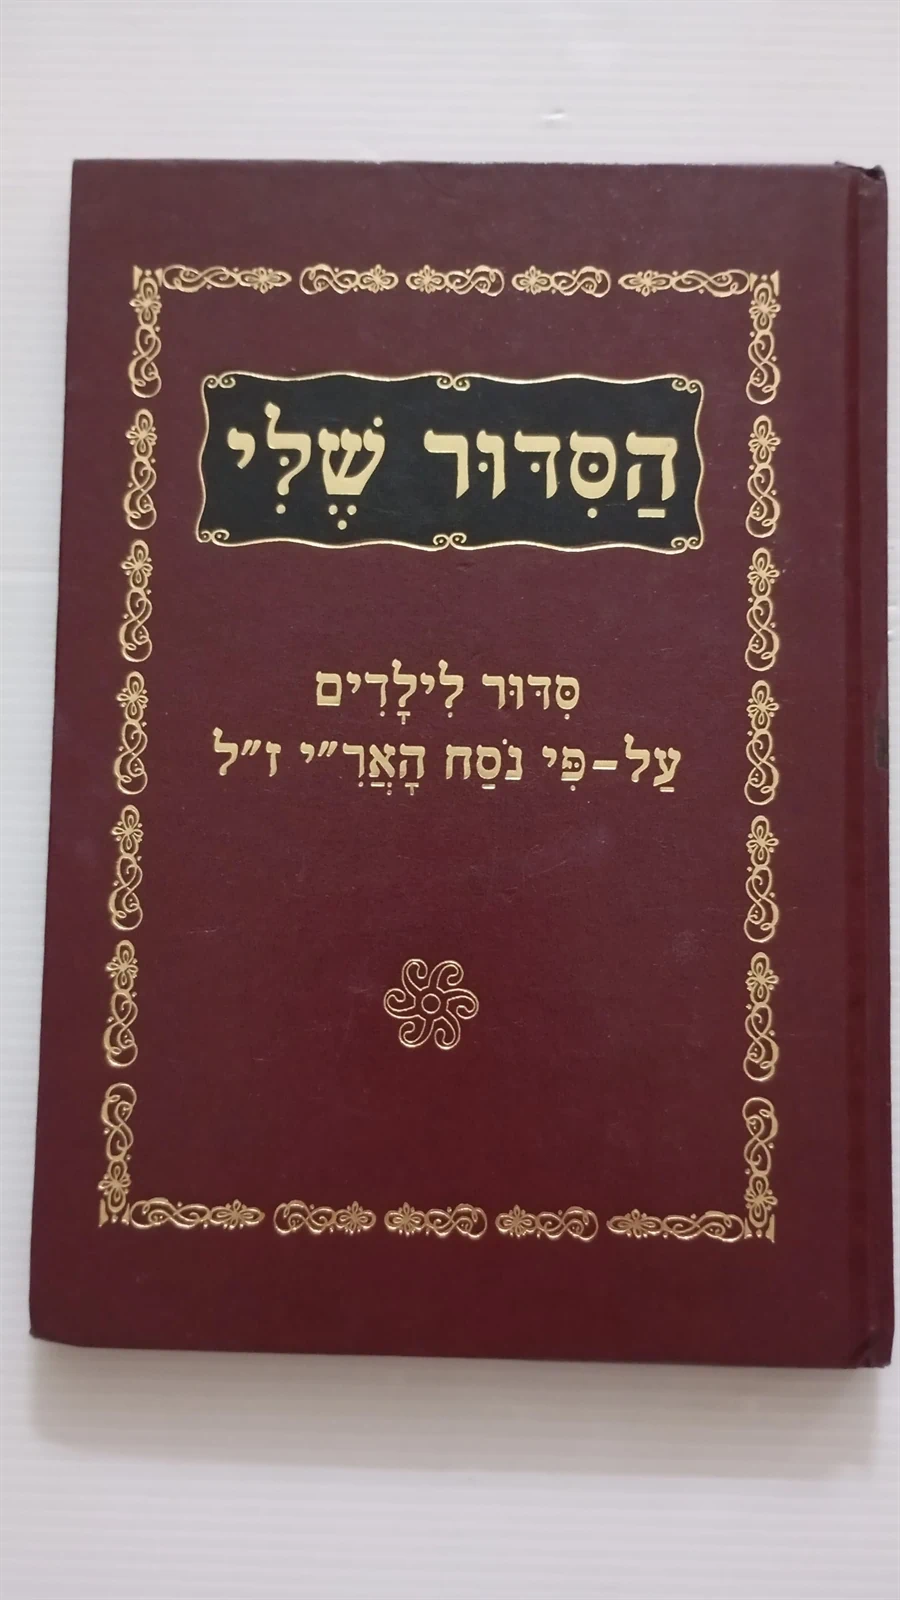 הַסִּדּוּר שֶׁלִּי
סִדּוּר לִילָדִים
עַל-פִּי נֹסַח הָאֲרִ״י ז״ל